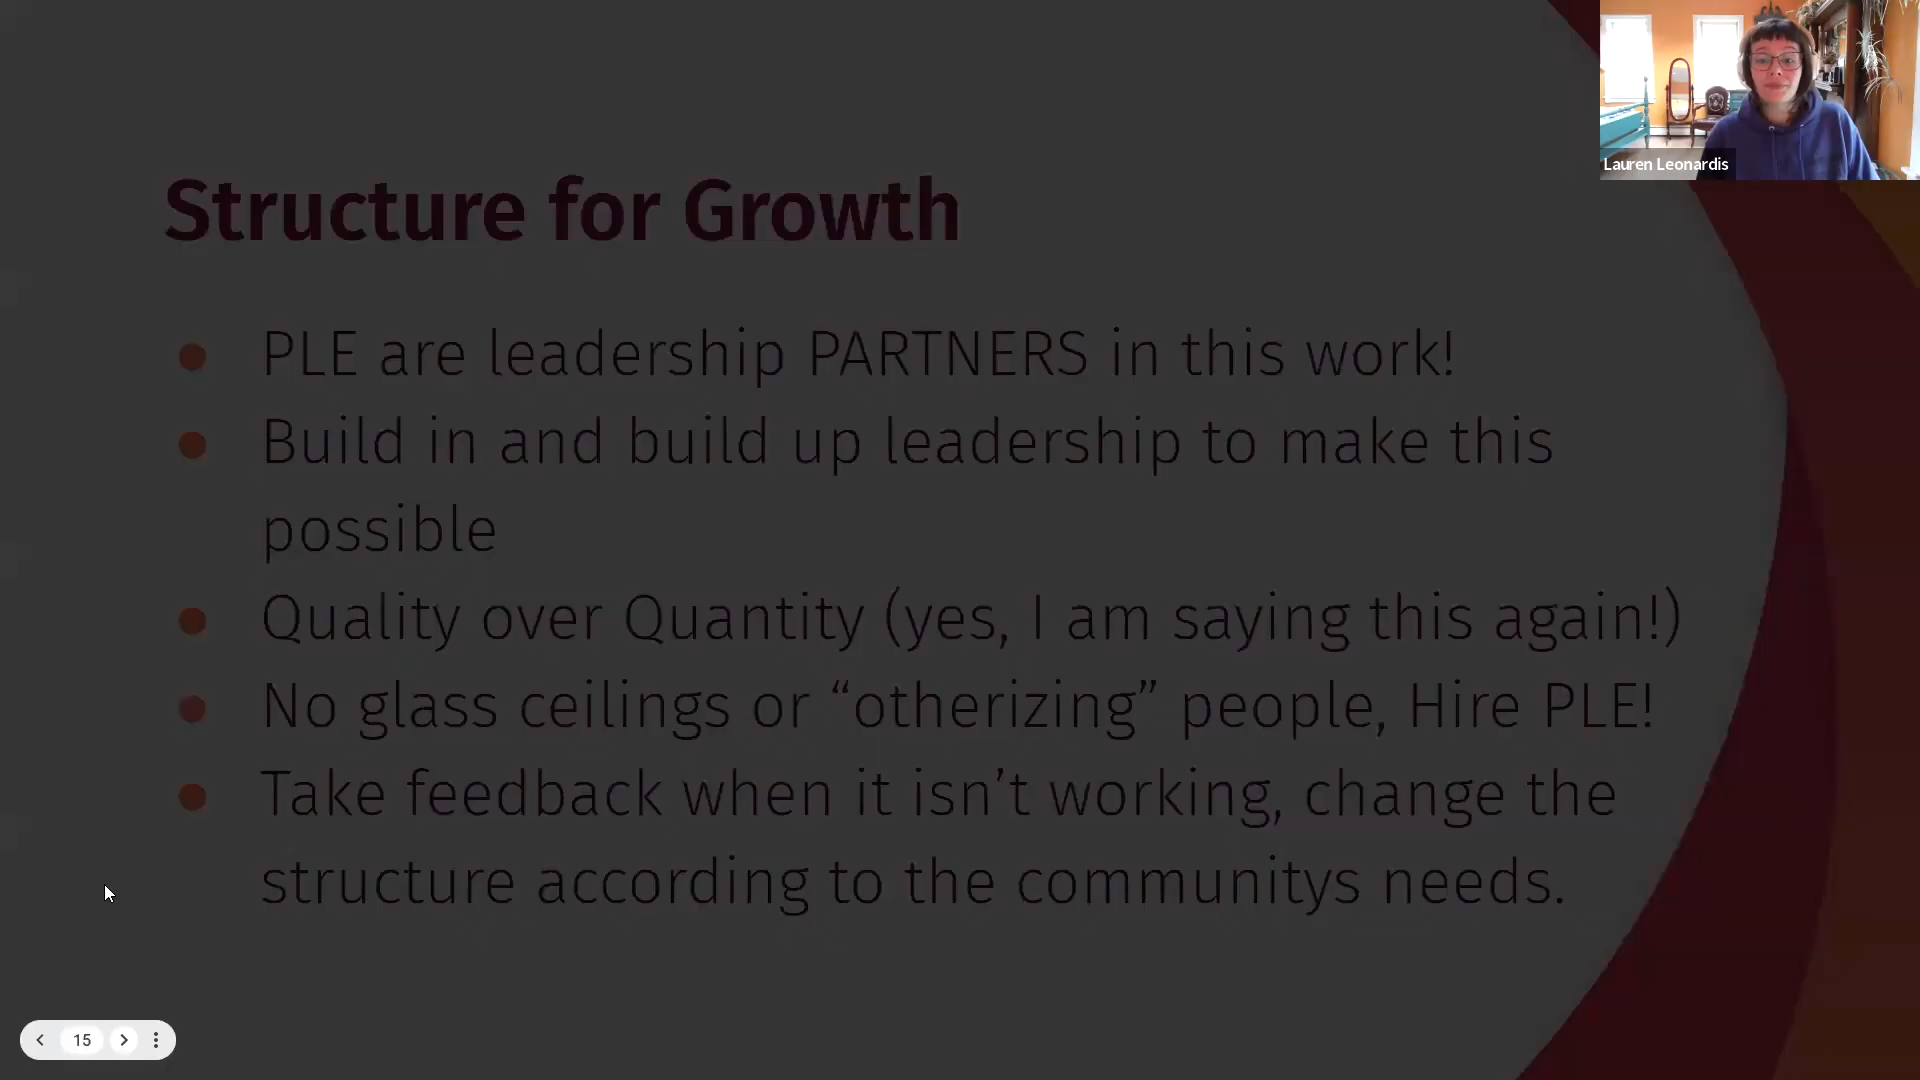 Lauren Leonardis
Structure for Growth
● PLE are leadership PARTNERS in this work!
● Build in and build up leadership to make this
possible
● Quality over Quantity (yes, I am saying this again!)
● No glass ceilings or “otherizing” people, Hire PLE!
● Take feedback when it isn’t working, change the
structure according to the communitys needs.
15